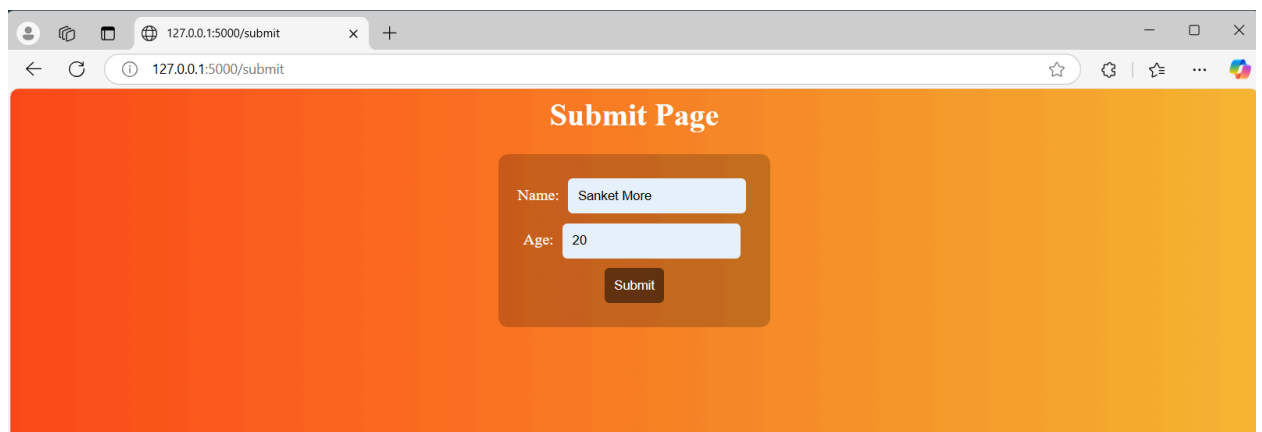 127.0.0.1:5000/submit
127.0.0.1:5000/submit
Submit Page
Name: Sanket More
Age: 20
Submit